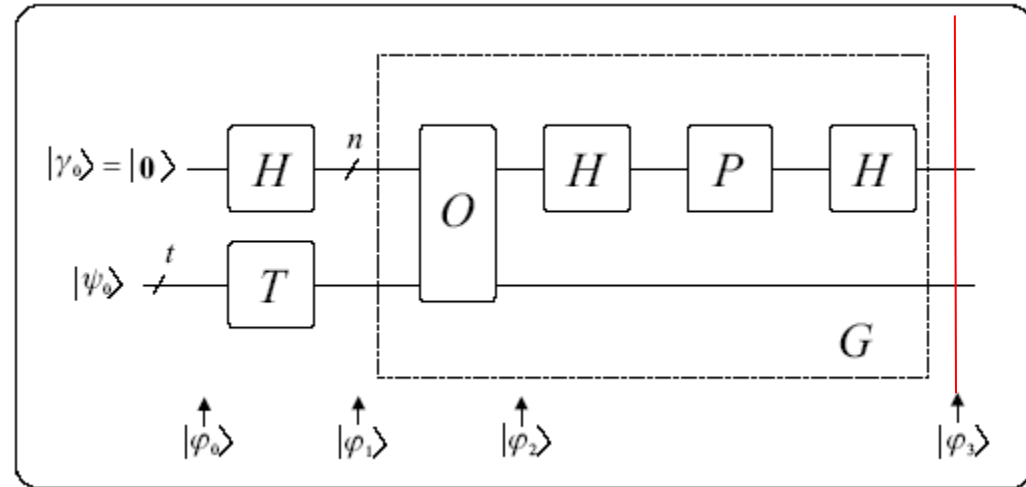 n
|γ₀⟩ = |0⟩ H O H P H
t
|ψ₀⟩ T
G
|φ₀⟩ |φ₁⟩ |φ₂⟩ |φ₃⟩